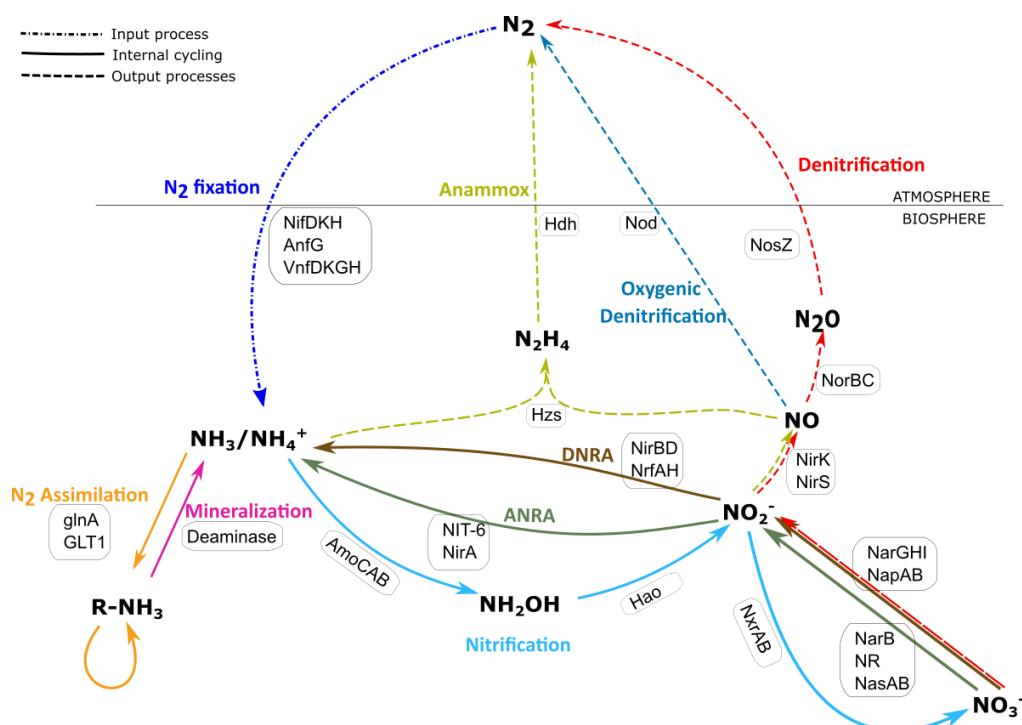 Input process
Internal cycling
Output processes
N2
Denitrification
N2 fixation
Anammox
ATMOSPHERE
BIOSPHERE
NifDKH
AnfG
VnfDKGH
Hdh
Nod
NosZ
Oxygenic
Denitrification
N2O
N2H4
NorBC
Hzs
NO
NH3/NH4+
DNRA
NirBD
NrfAH
NirK
NirS
N2 Assimilation
glnA
GLT1
Mineralization
Deaminase
NIT-6
NirA
ANRA
NO2-
NarGHI
NapAB
AmoCAB
R-NH3
NH2OH
Hao
Nitrification
NxrAB
NarB
NR
NasAB
NO3-